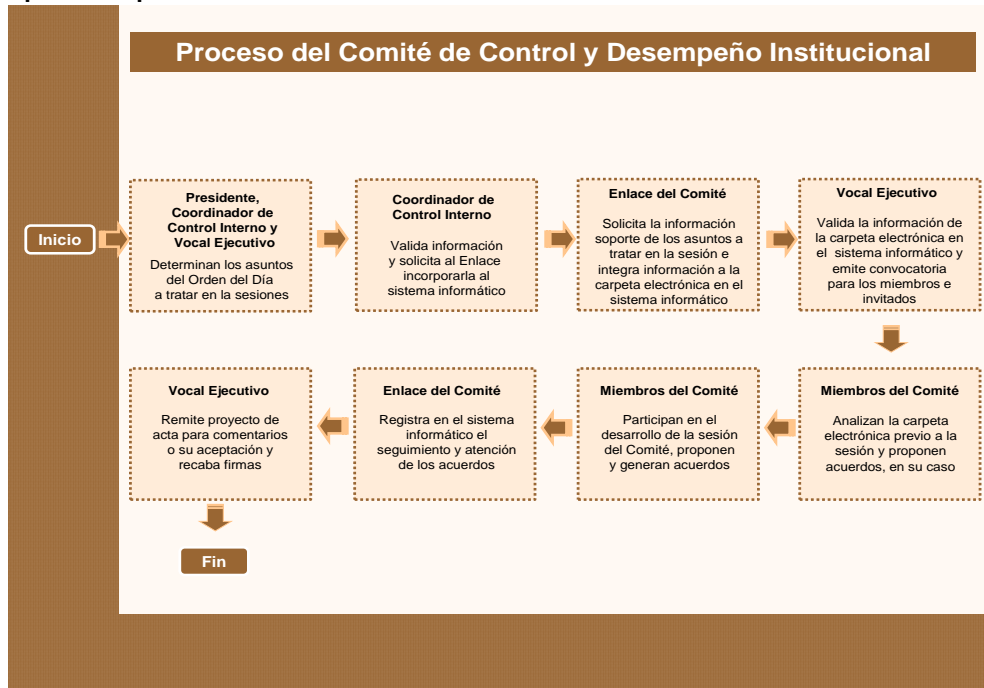 Proceso del Comité de Control y Desempeño Institucional
Inicio
Presidente,
Coordinador de
Control Interno y
Vocal Ejecutivo
Determinan los asuntos
del Orden del Día
a tratar en la sesiones
Coordinador de
Control Interno
Valida información
y solicita al Enlace
incorporarla al
sistema informático
Enlace del Comité
Solicita la información
soporte de los asuntos a
tratar en la sesión e
integra información a la
carpeta electrónica en el
sistema informático
Vocal Ejecutivo
Valida la información de
la carpeta electrónica en
el sistema informático y
emite convocatoria
para los miembros e
invitados
Miembros del Comité
Analizan la carpeta
electrónica previo a la
sesión y proponen
acuerdos, en su caso
Miembros del Comité
Participan en el
desarrollo de la sesión
del Comité, proponen
y generan acuerdos
Enlace del Comité
Registra en el sistema
informático el
seguimiento y atención
de los acuerdos
Vocal Ejecutivo
Remite proyecto de
acta para comentarios
o su aceptación y
recaba firmas
Fin